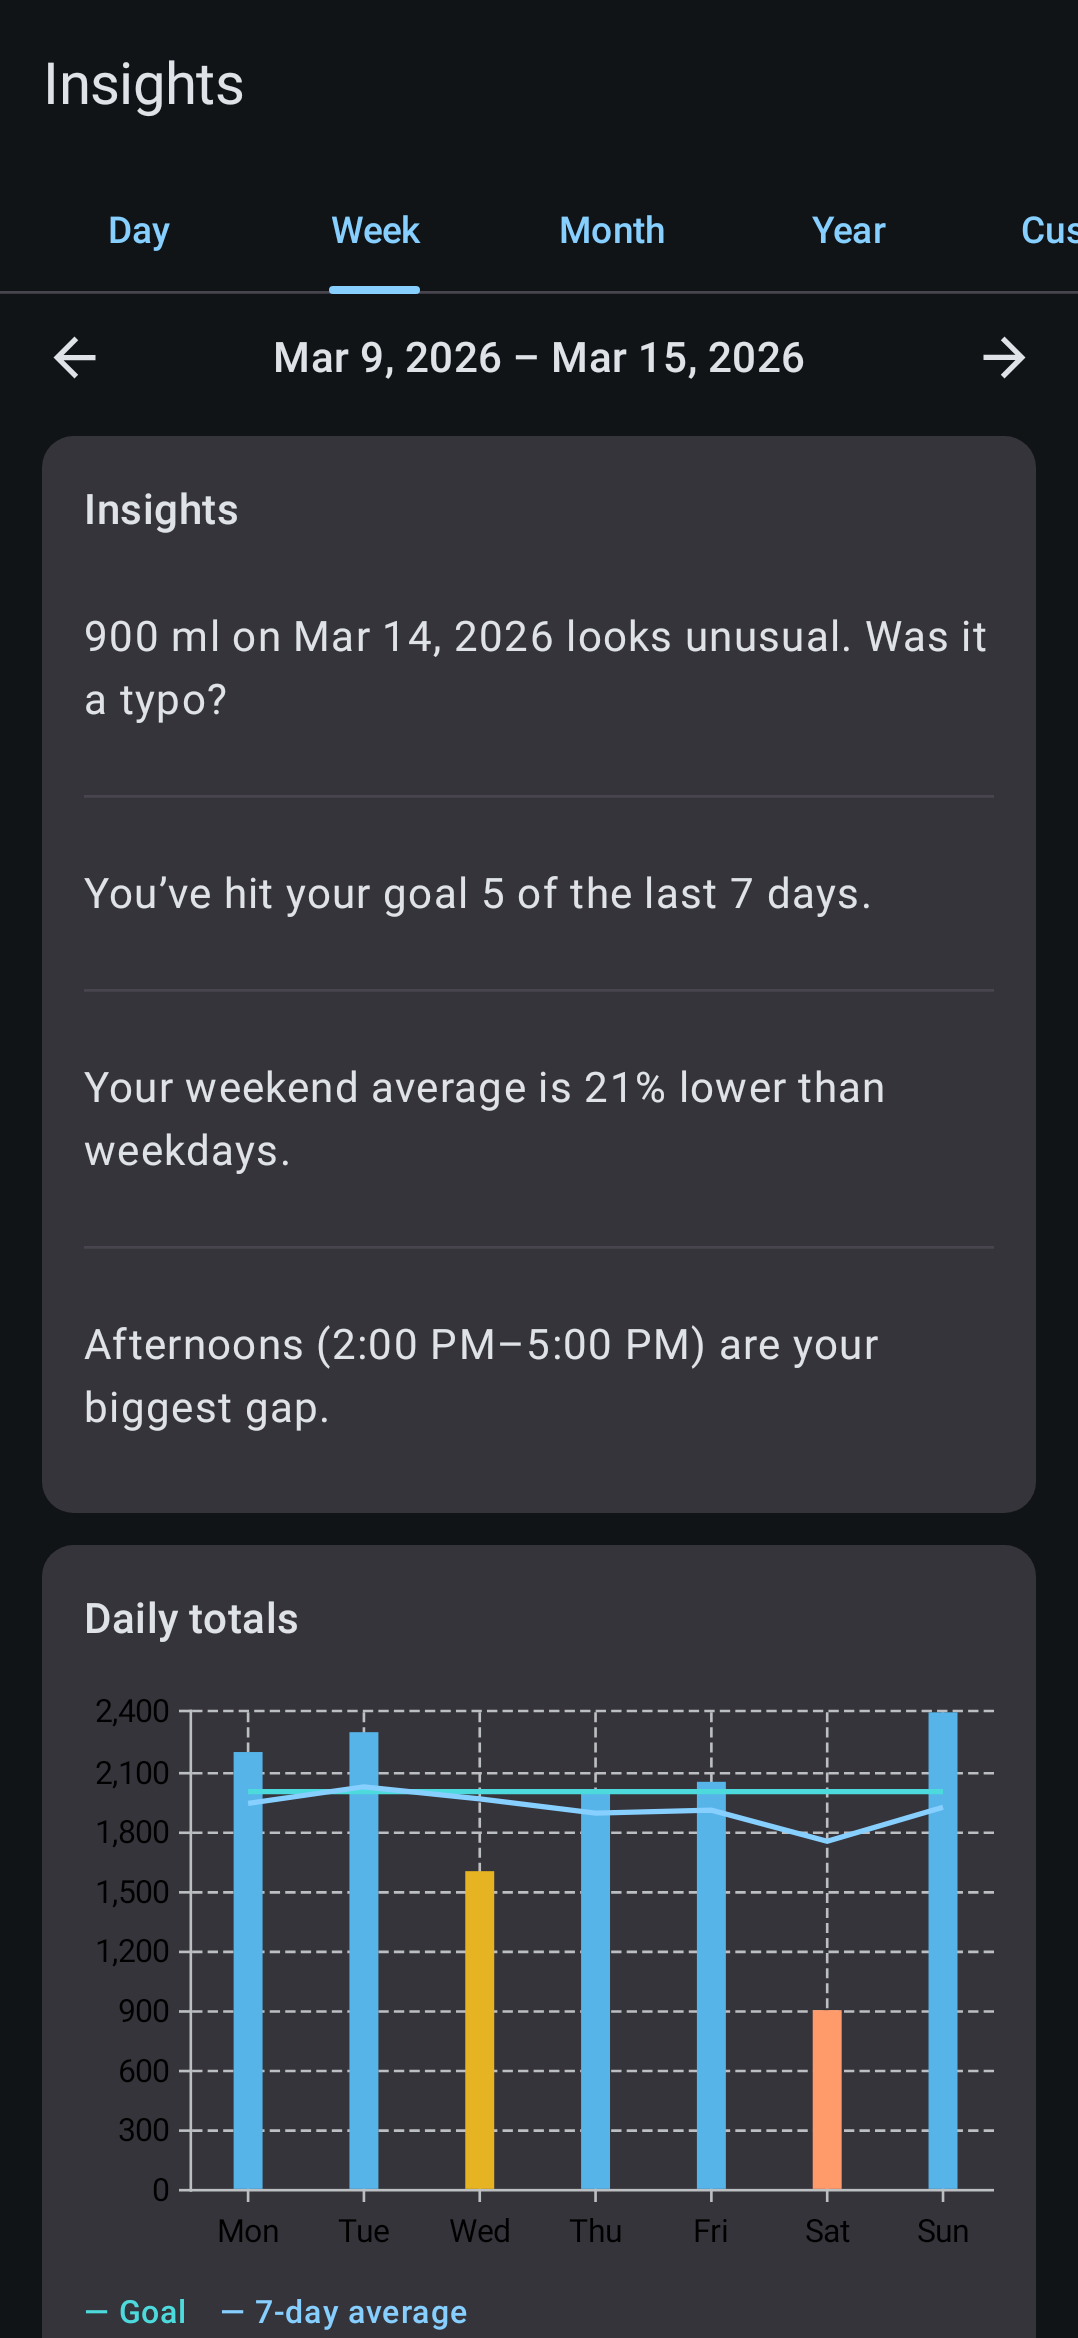 Insights
Day Week Month Year Cus
Mar 9, 2026 – Mar 15, 2026
Insights
900 ml on Mar 14, 2026 looks unusual. Was it
a typo?
You’ve hit your goal 5 of the last 7 days.
Your weekend average is 21% lower than
weekdays.
Afternoons (2:00 PM–5:00 PM) are your
biggest gap.
Daily totals
2,400
2,100
1,800
1,500
1,200
900
600
300
0
Mon Tue Wed Thu Fri Sat Sun
Goal 7-day average